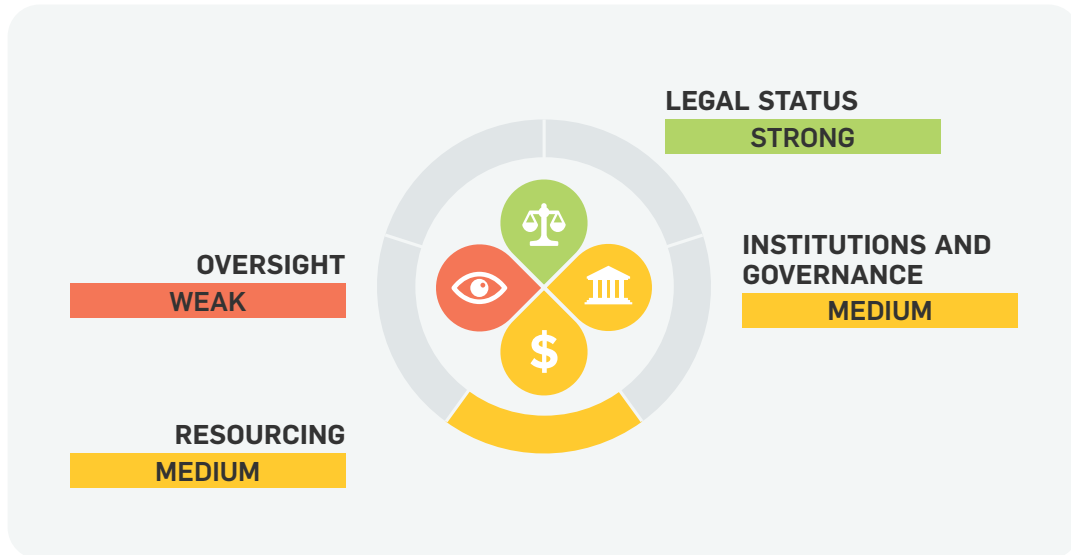 LEGAL STATUS
STRONG
INSTITUTIONS AND
GOVERNANCE
MEDIUM
OVERSIGHT
WEAK
RESOURCING
MEDIUM
$